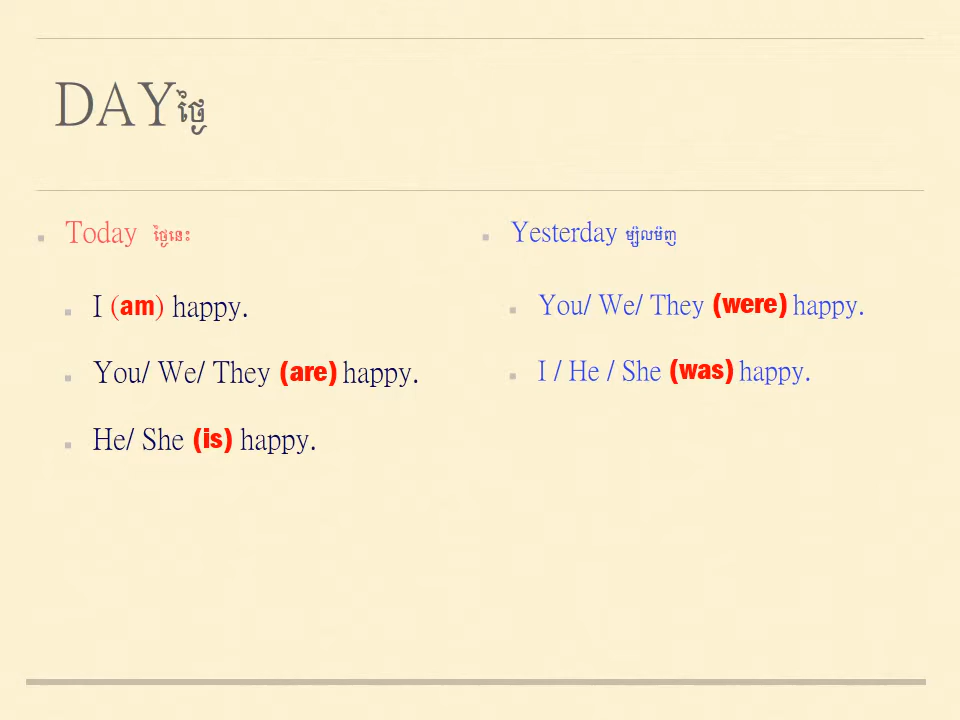 DAYថ្ងៃ
Today ថ្ងៃនេះ
I (am) happy.
You/ We/ They (are) happy.
He/ She (is) happy.
Yesterday ម្សិលមិញ
You/ We/ They (were) happy.
I / He / She (was) happy.